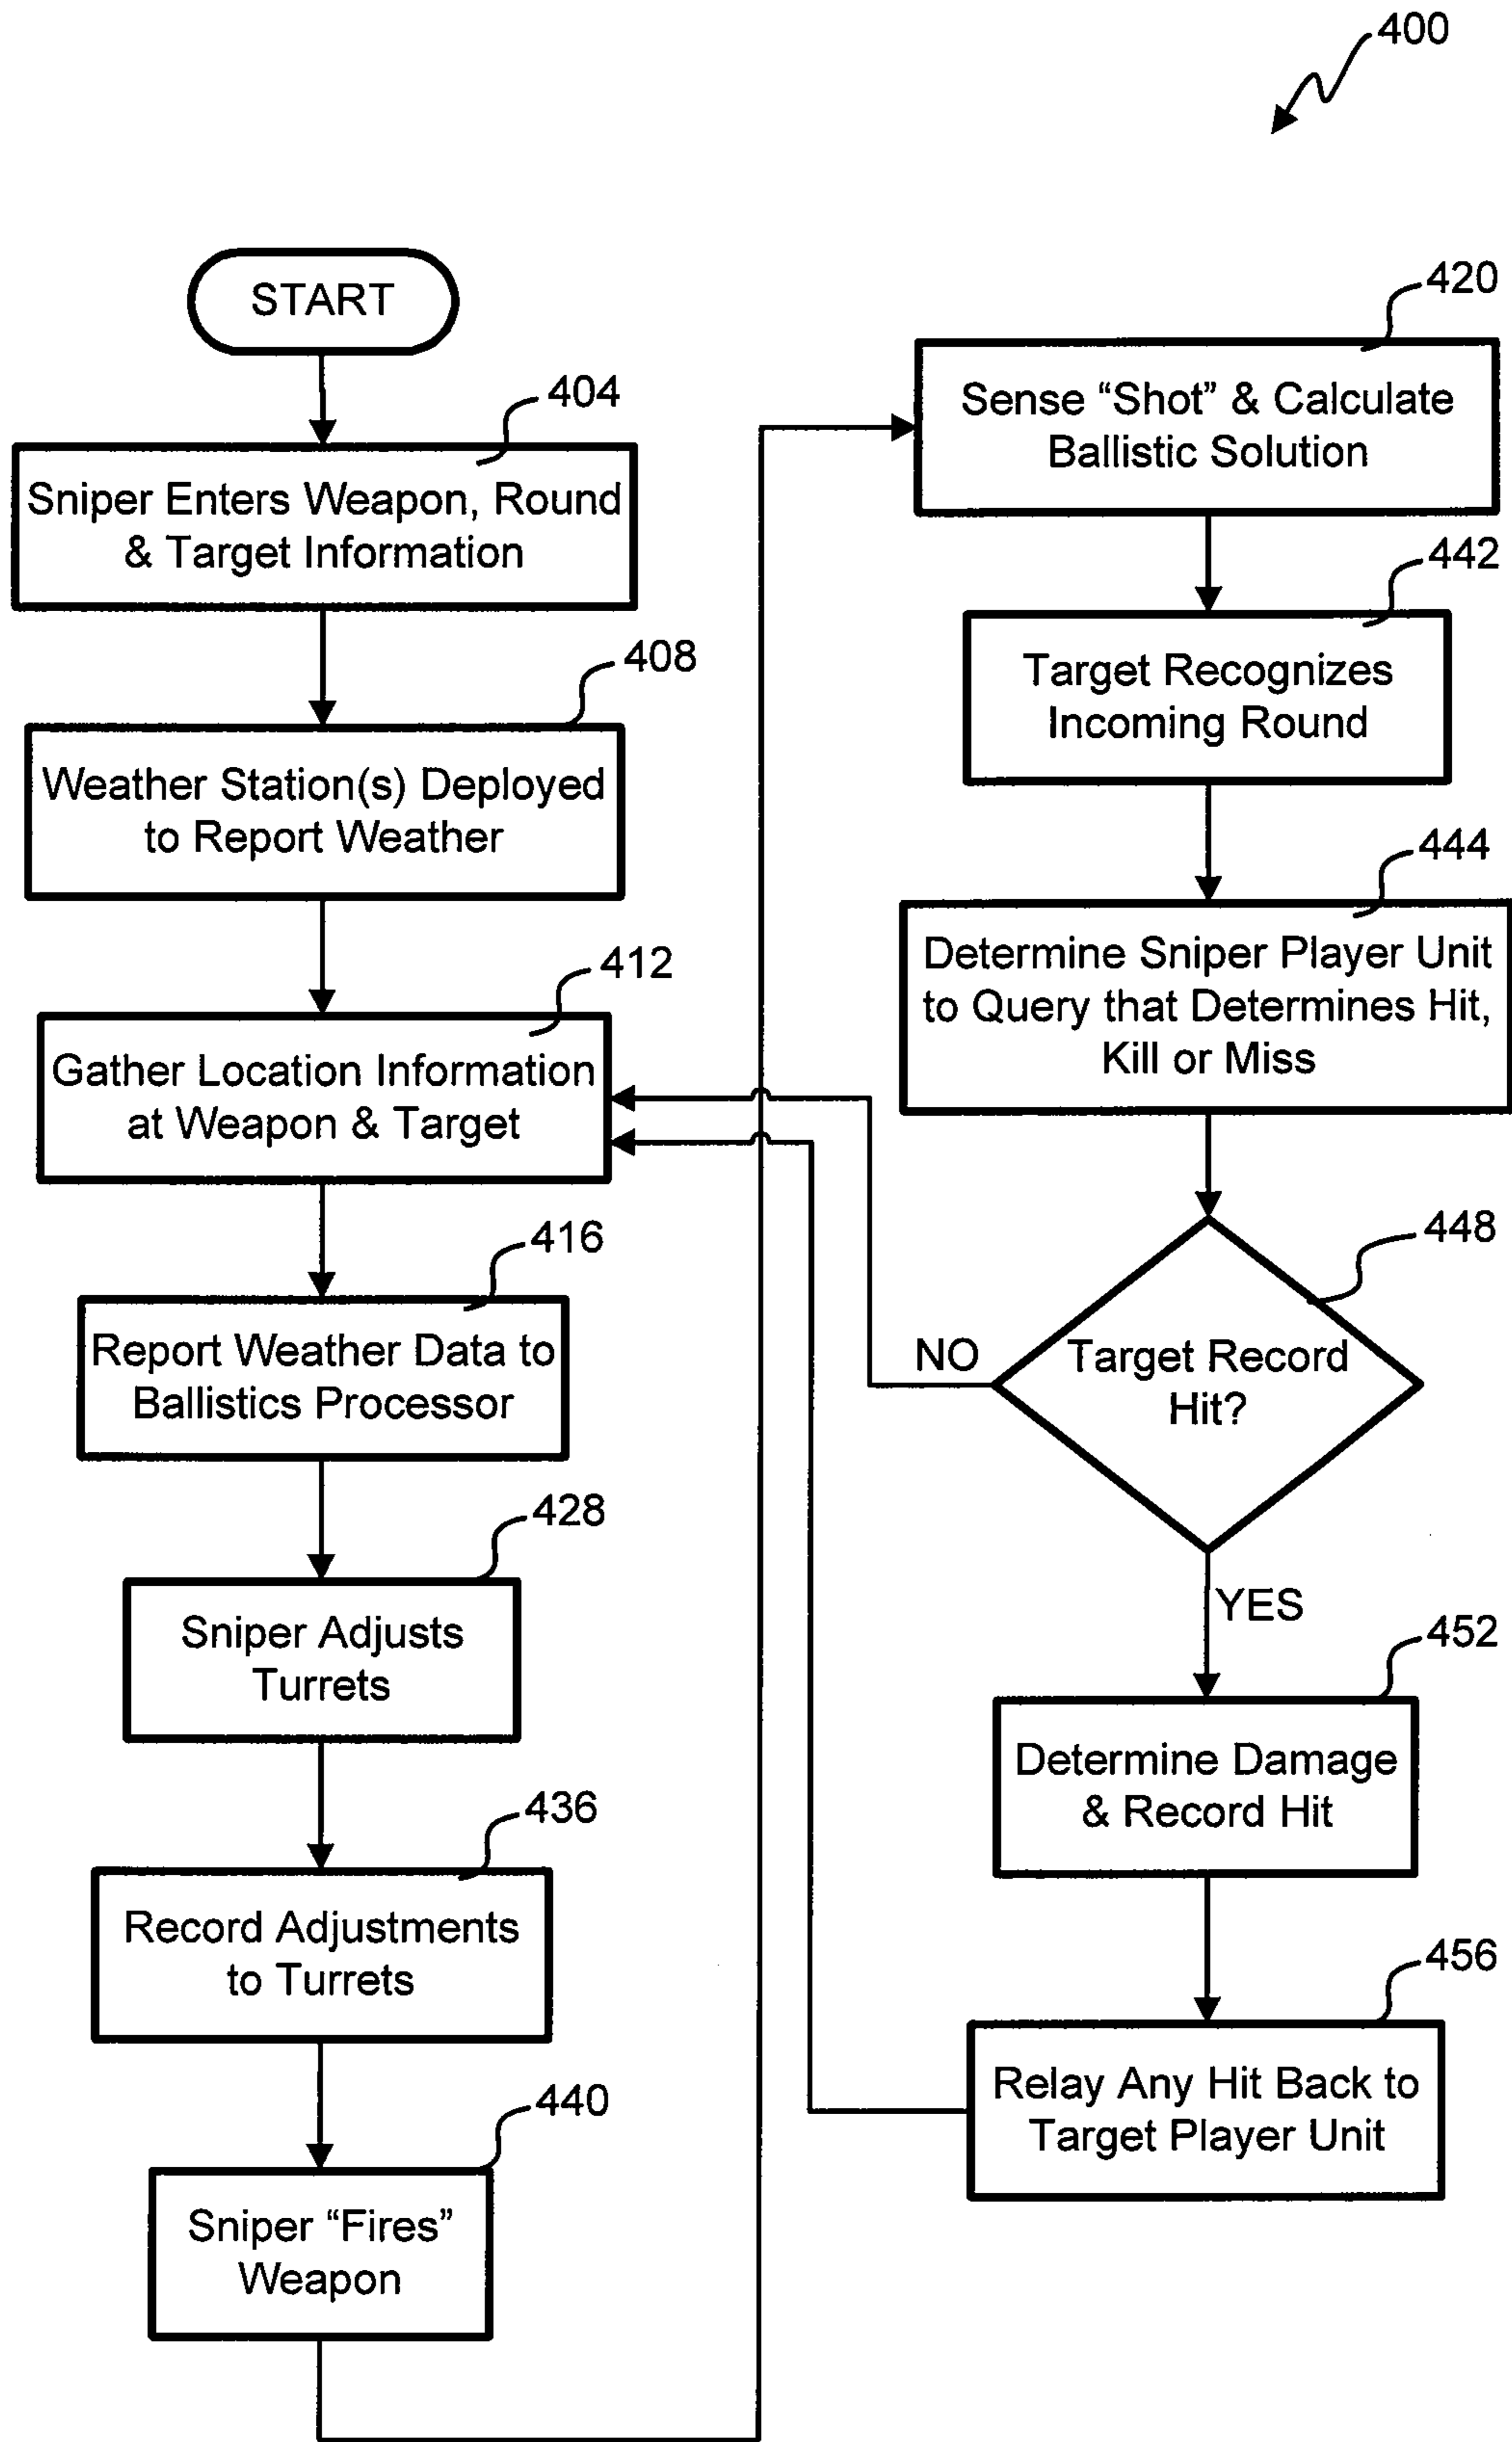 400
START
404
Sniper Enters Weapon, Round
& Target Information
408
Weather Station(s) Deployed
to Report Weather
412
Gather Location Information
at Weapon & Target
416
Report Weather Data to
Ballistics Processor
428
Sniper Adjusts
Turrets
436
Record Adjustments
to Turrets
440
Sniper “Fires”
Weapon
420
Sense “Shot” & Calculate
Ballistic Solution
442
Target Recognizes
Incoming Round
444
Determine Sniper Player Unit
to Query that Determines Hit,
Kill or Miss
448
Target Record
Hit?
NO
YES
452
Determine Damage
& Record Hit
456
Relay Any Hit Back to
Target Player Unit